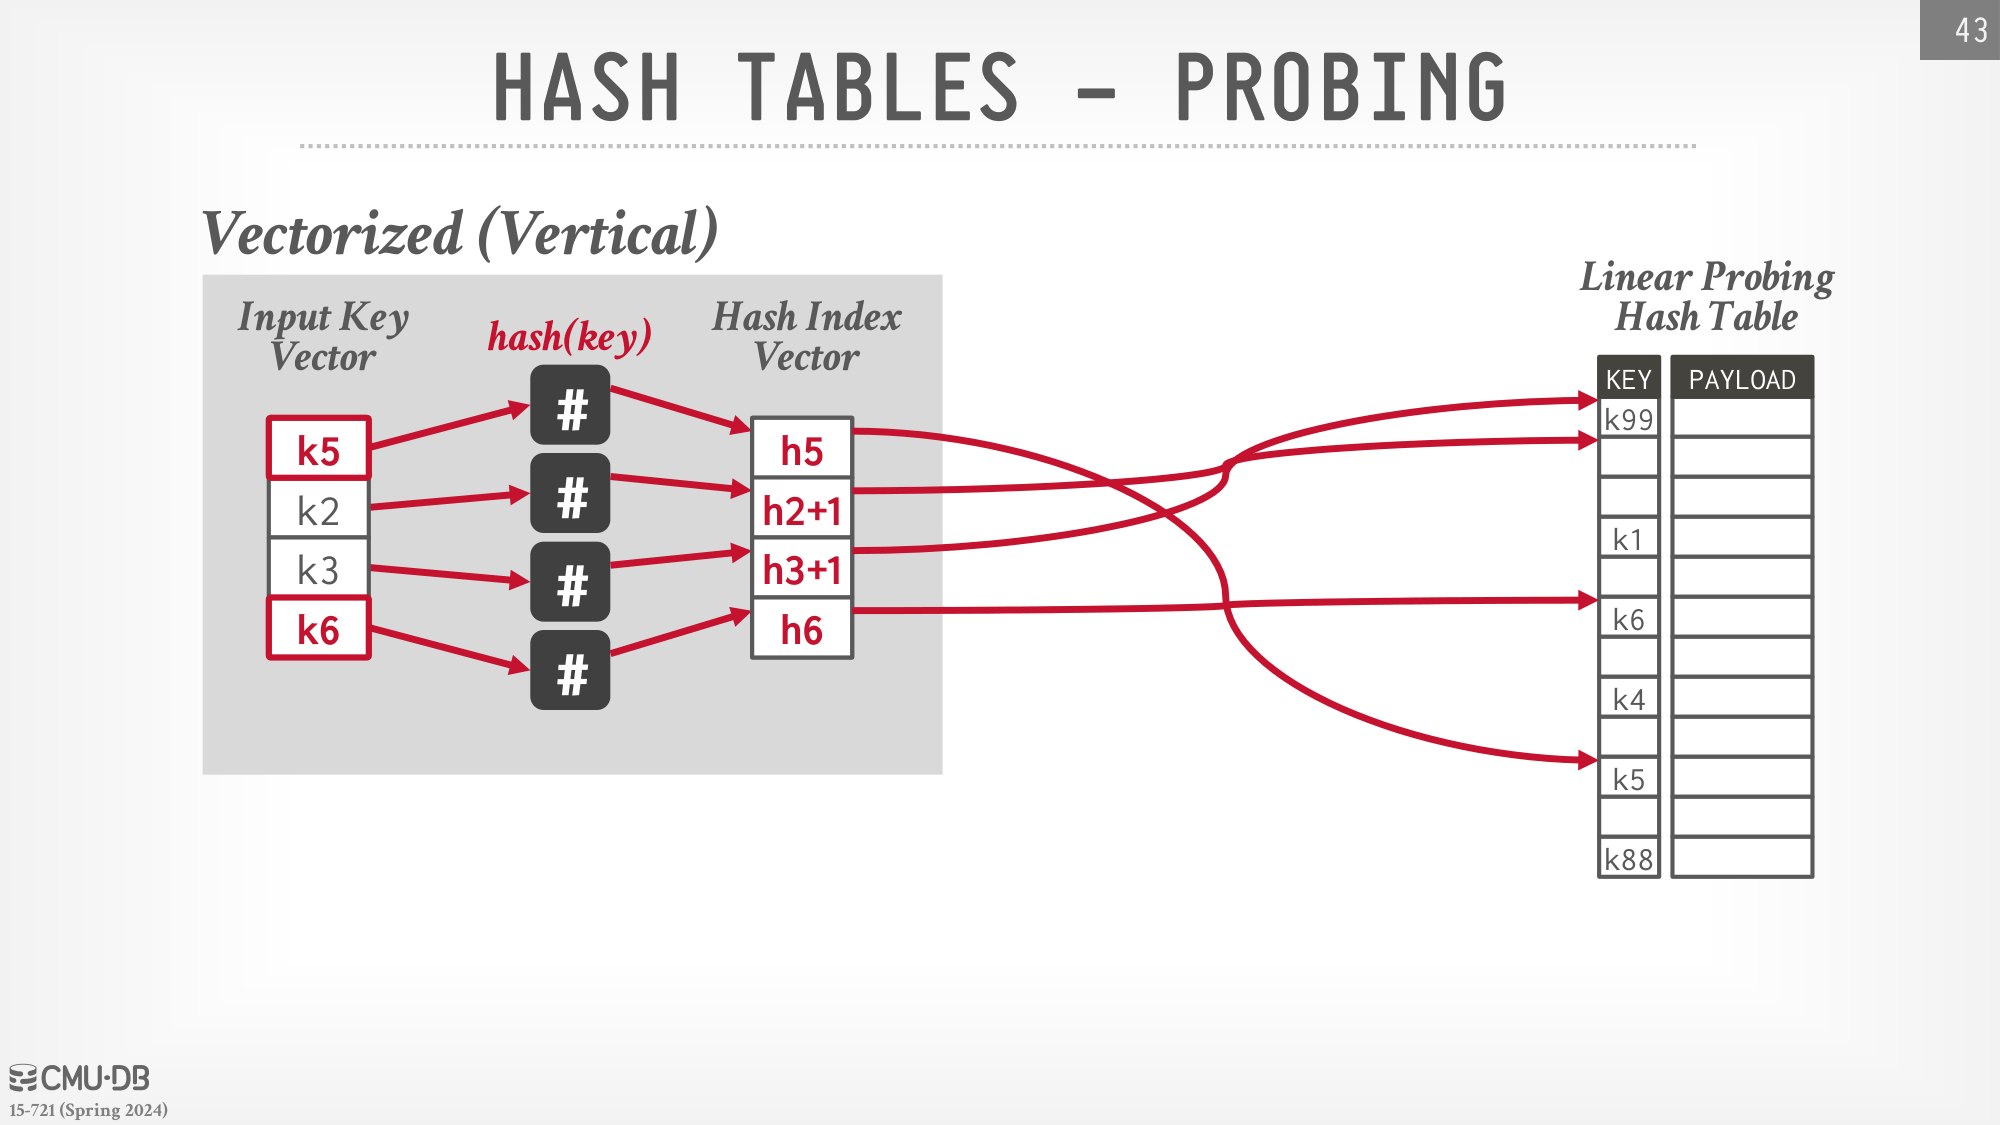 43
HASH TABLES – PROBING
Vectorized (Vertical)
Input Key
Vector
hash(key)
Hash Index
Vector
k5
k2
k3
k6
#
#
#
#
h5
h2+1
h3+1
h6
Linear Probing
Hash Table
KEY PAYLOAD
k99
k1
k6
k4
k5
k88
CMU·DB
15-721 (Spring 2024)